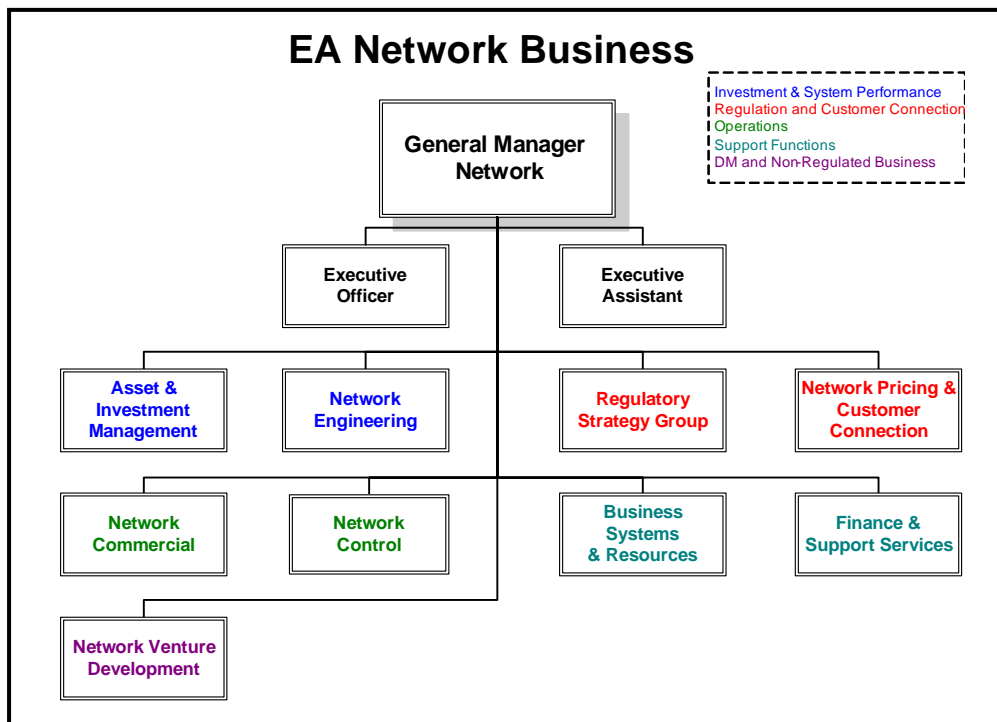 EA Network Business
Investment & System Performance
Regulation and Customer Connection
Operations
Support Functions
DM and Non-Regulated Business
General Manager
Network
Executive
Officer
Executive
Assistant
Asset &
Investment
Management
Network
Engineering
Regulatory
Strategy Group
Network Pricing &
Customer
Connection
Network
Commercial
Network
Control
Business
Systems
& Resources
Finance &
Support Services
Network Venture
Development